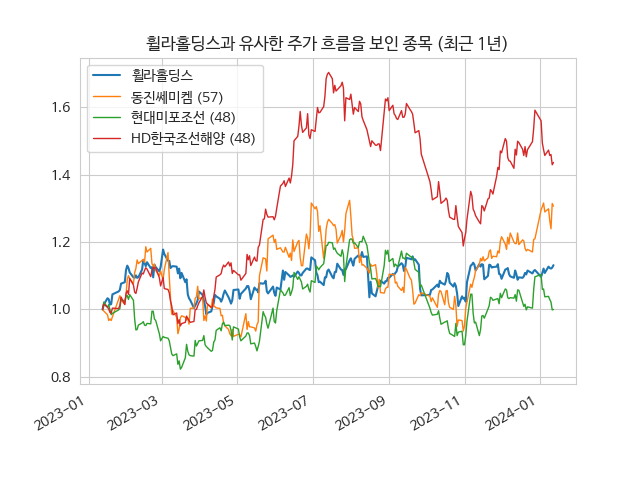 휠라홀딩스과 유사한 주가 흐름을 보인 종목 (최근 1년)
휠라홀딩스
동진쎄미켐 (57)
현대미포조선 (48)
HD한국조선해양 (48)
1.6
1.4
1.2
1.0
0.8
2023-01
2023-03
2023-05
2023-07
2023-09
2023-11
2024-01